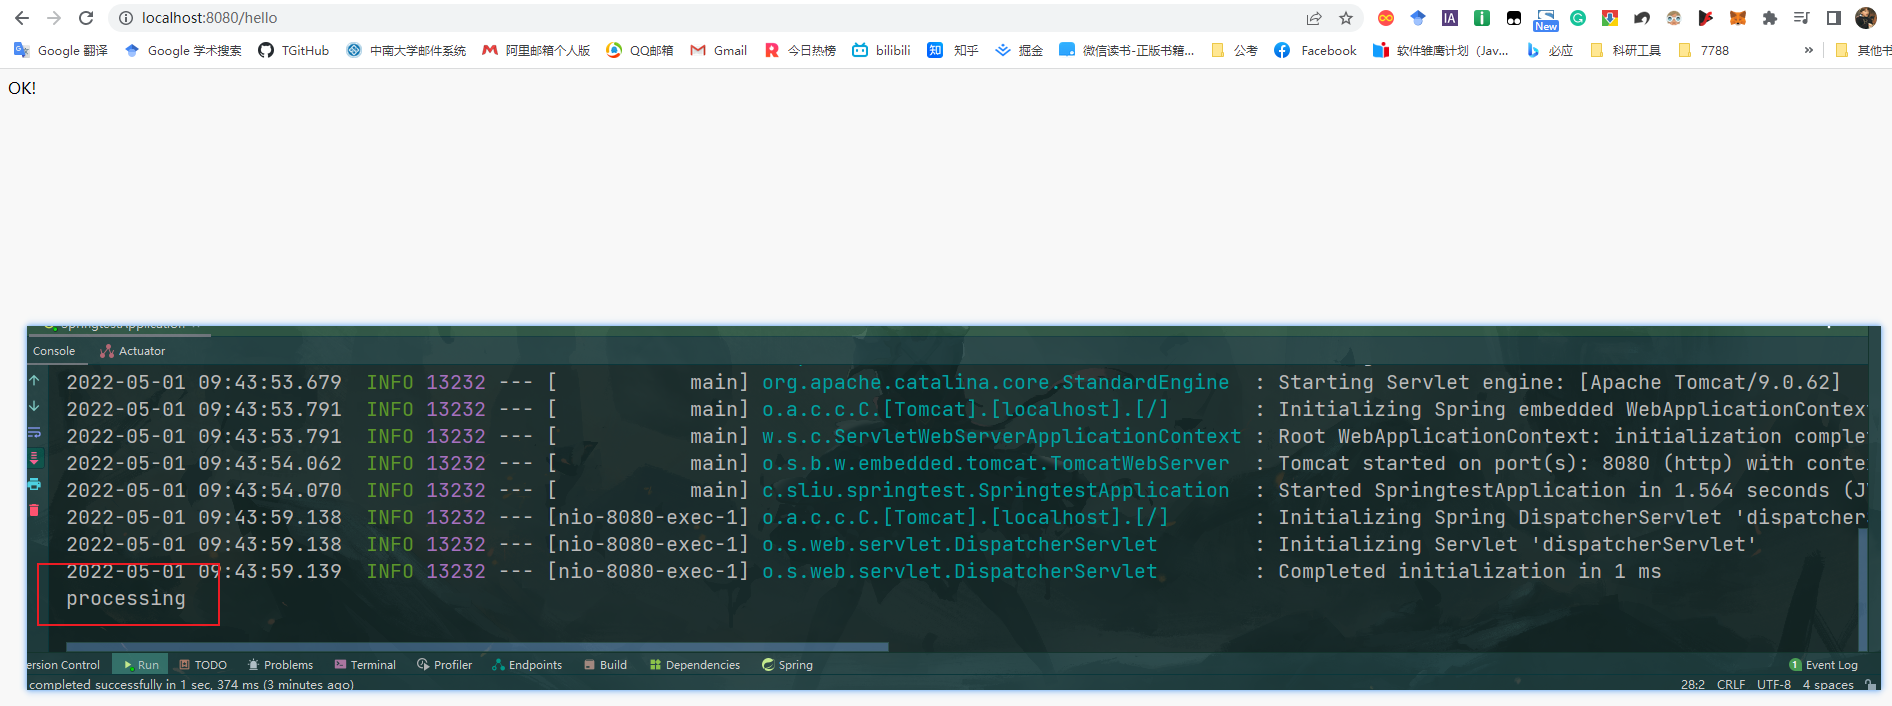 localhost:8080/hello
New
Google 翻译 Google 学术搜索 TGitHub 中南大学邮件系统 阿里邮箱个人版 QQ邮箱 Gmail 今日热榜 bilibili 知乎 掘金 微信读书-正版书籍... 公考 Facebook 软件雏鹰计划（Jav... 必应 科研工具 7788 » 其他书
OK!
SpringtestApplication
Console Actuator
2022-05-01 09:43:53.679 INFO 13232 --- [ main] org.apache.catalina.core.StandardEngine : Starting Servlet engine: [Apache Tomcat/9.0.62]
2022-05-01 09:43:53.791 INFO 13232 --- [ main] o.a.c.c.C.[Tomcat].[localhost].[/] : Initializing Spring embedded WebApplicationContext
2022-05-01 09:43:53.791 INFO 13232 --- [ main] w.s.c.ServletWebServerApplicationContext : Root WebApplicationContext: initialization complet
2022-05-01 09:43:54.062 INFO 13232 --- [ main] o.s.b.w.embedded.tomcat.TomcatWebServer : Tomcat started on port(s): 8080 (http) with conte
2022-05-01 09:43:54.070 INFO 13232 --- [ main] c.sliu.springtest.SpringtestApplication : Started SpringtestApplication in 1.564 seconds (J
2022-05-01 09:43:59.138 INFO 13232 --- [nio-8080-exec-1] o.a.c.c.C.[Tomcat].[localhost].[/] : Initializing Spring DispatcherServlet 'dispatcher
2022-05-01 09:43:59.138 INFO 13232 --- [nio-8080-exec-1] o.s.web.servlet.DispatcherServlet : Initializing Servlet 'dispatcherServlet'
2022-05-01 09:43:59.139 INFO 13232 --- [nio-8080-exec-1] o.s.web.servlet.DispatcherServlet : Completed initialization in 1 ms
processing
ersion Control Run TODO Problems Terminal Profiler Endpoints Build Dependencies Spring 1 Event Log
completed successfully in 1 sec, 374 ms (3 minutes ago) 28:2 CRLF UTF-8 4 spaces